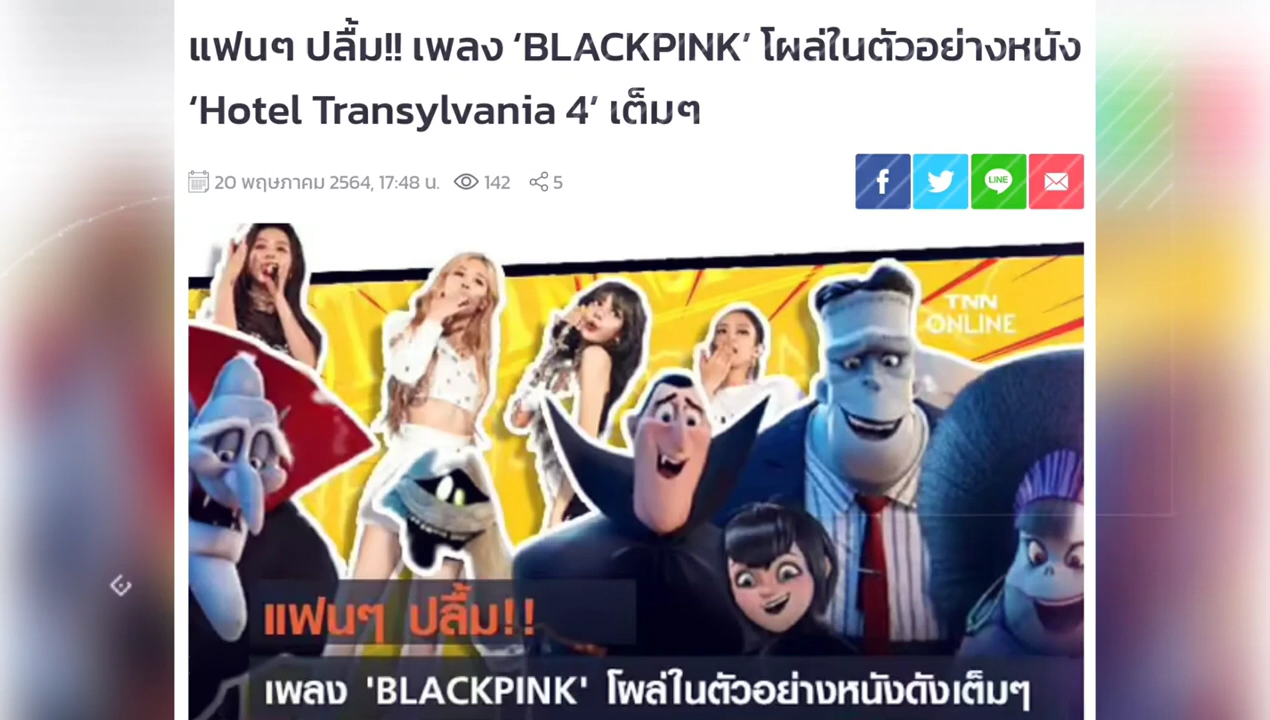 แฟนๆ ปลื้ม!! เพลง ‘BLACKPINK’ โผล่ในตัวอย่างหนัง
‘Hotel Transylvania 4’ เต็มๆ
20 พฤษภาคม 2564, 17:48 น. 142 5
f LINE
TNN
ONLINE
แฟนๆ ปลื้ม!!
เพลง 'BLACKPINK' โผล่ในตัวอย่างหนังดังเต็มๆ